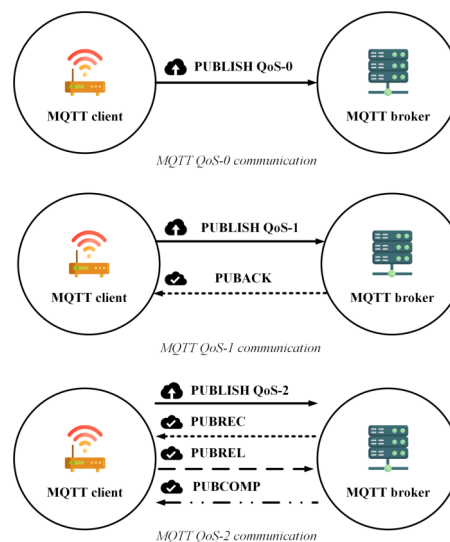 PUBLISH QoS-0
MQTT client
MQTT broker
MQTT QoS-0 communication
PUBLISH QoS-1
PUBACK
MQTT client
MQTT broker
MQTT QoS-1 communication
PUBLISH QoS-2
PUBREC
PUBREL
PUBCOMP
MQTT client
MQTT broker
MQTT QoS-2 communication